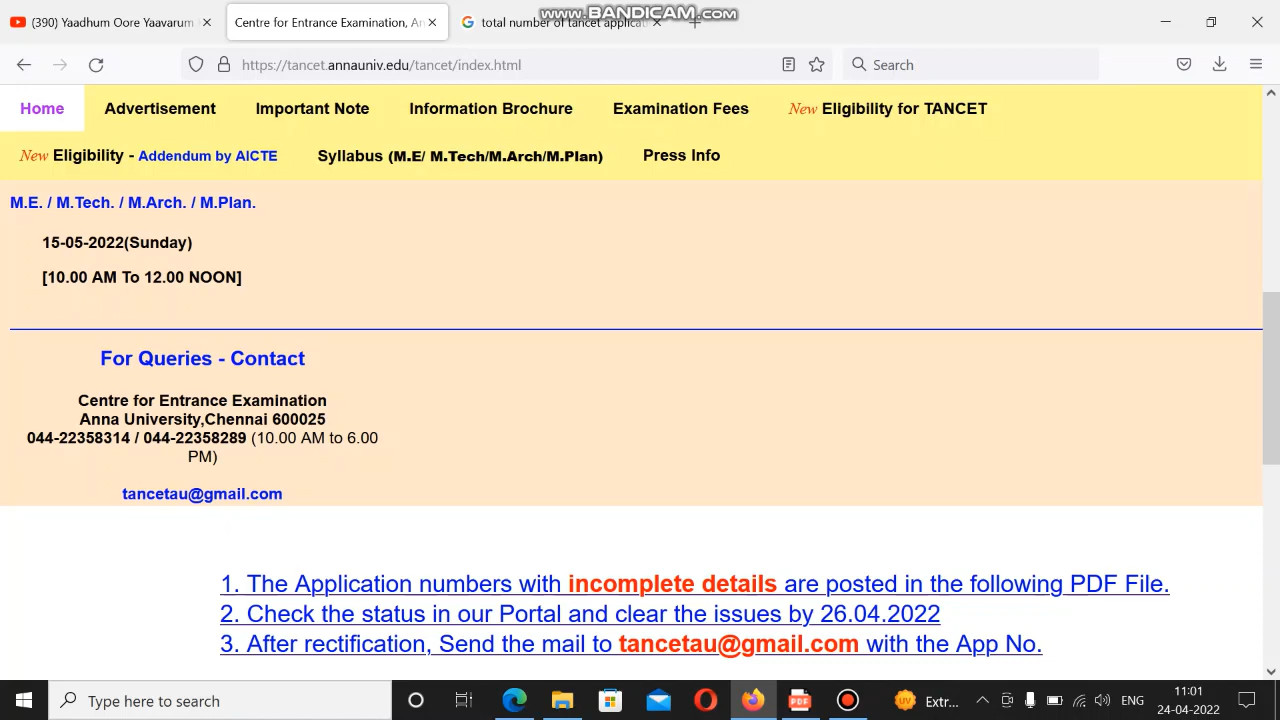 www.BANDICAM.com
(390) Yaadhum Oore Yaavarum
Centre for Entrance Examination, An
total number of tancet applicat
https://tancet.annauniv.edu/tancet/index.html
Search
Home
Advertisement
Important Note
Information Brochure
Examination Fees
New Eligibility for TANCET
New Eligibility - Addendum by AICTE
Syllabus (M.E/ M.Tech/M.Arch/M.Plan)
Press Info
M.E. / M.Tech. / M.Arch. / M.Plan.
15-05-2022(Sunday)
[10.00 AM To 12.00 NOON]
For Queries - Contact
Centre for Entrance Examination
Anna University,Chennai 600025
044-22358314 / 044-22358289 (10.00 AM to 6.00
PM)
tancetau@gmail.com
1. The Application numbers with incomplete details are posted in the following PDF File.
2. Check the status in our Portal and clear the issues by 26.04.2022
3. After rectification, Send the mail to tancetau@gmail.com with the App No.
Type here to search
PDF
UV
Extr...
ENG
11:01
24-04-2022